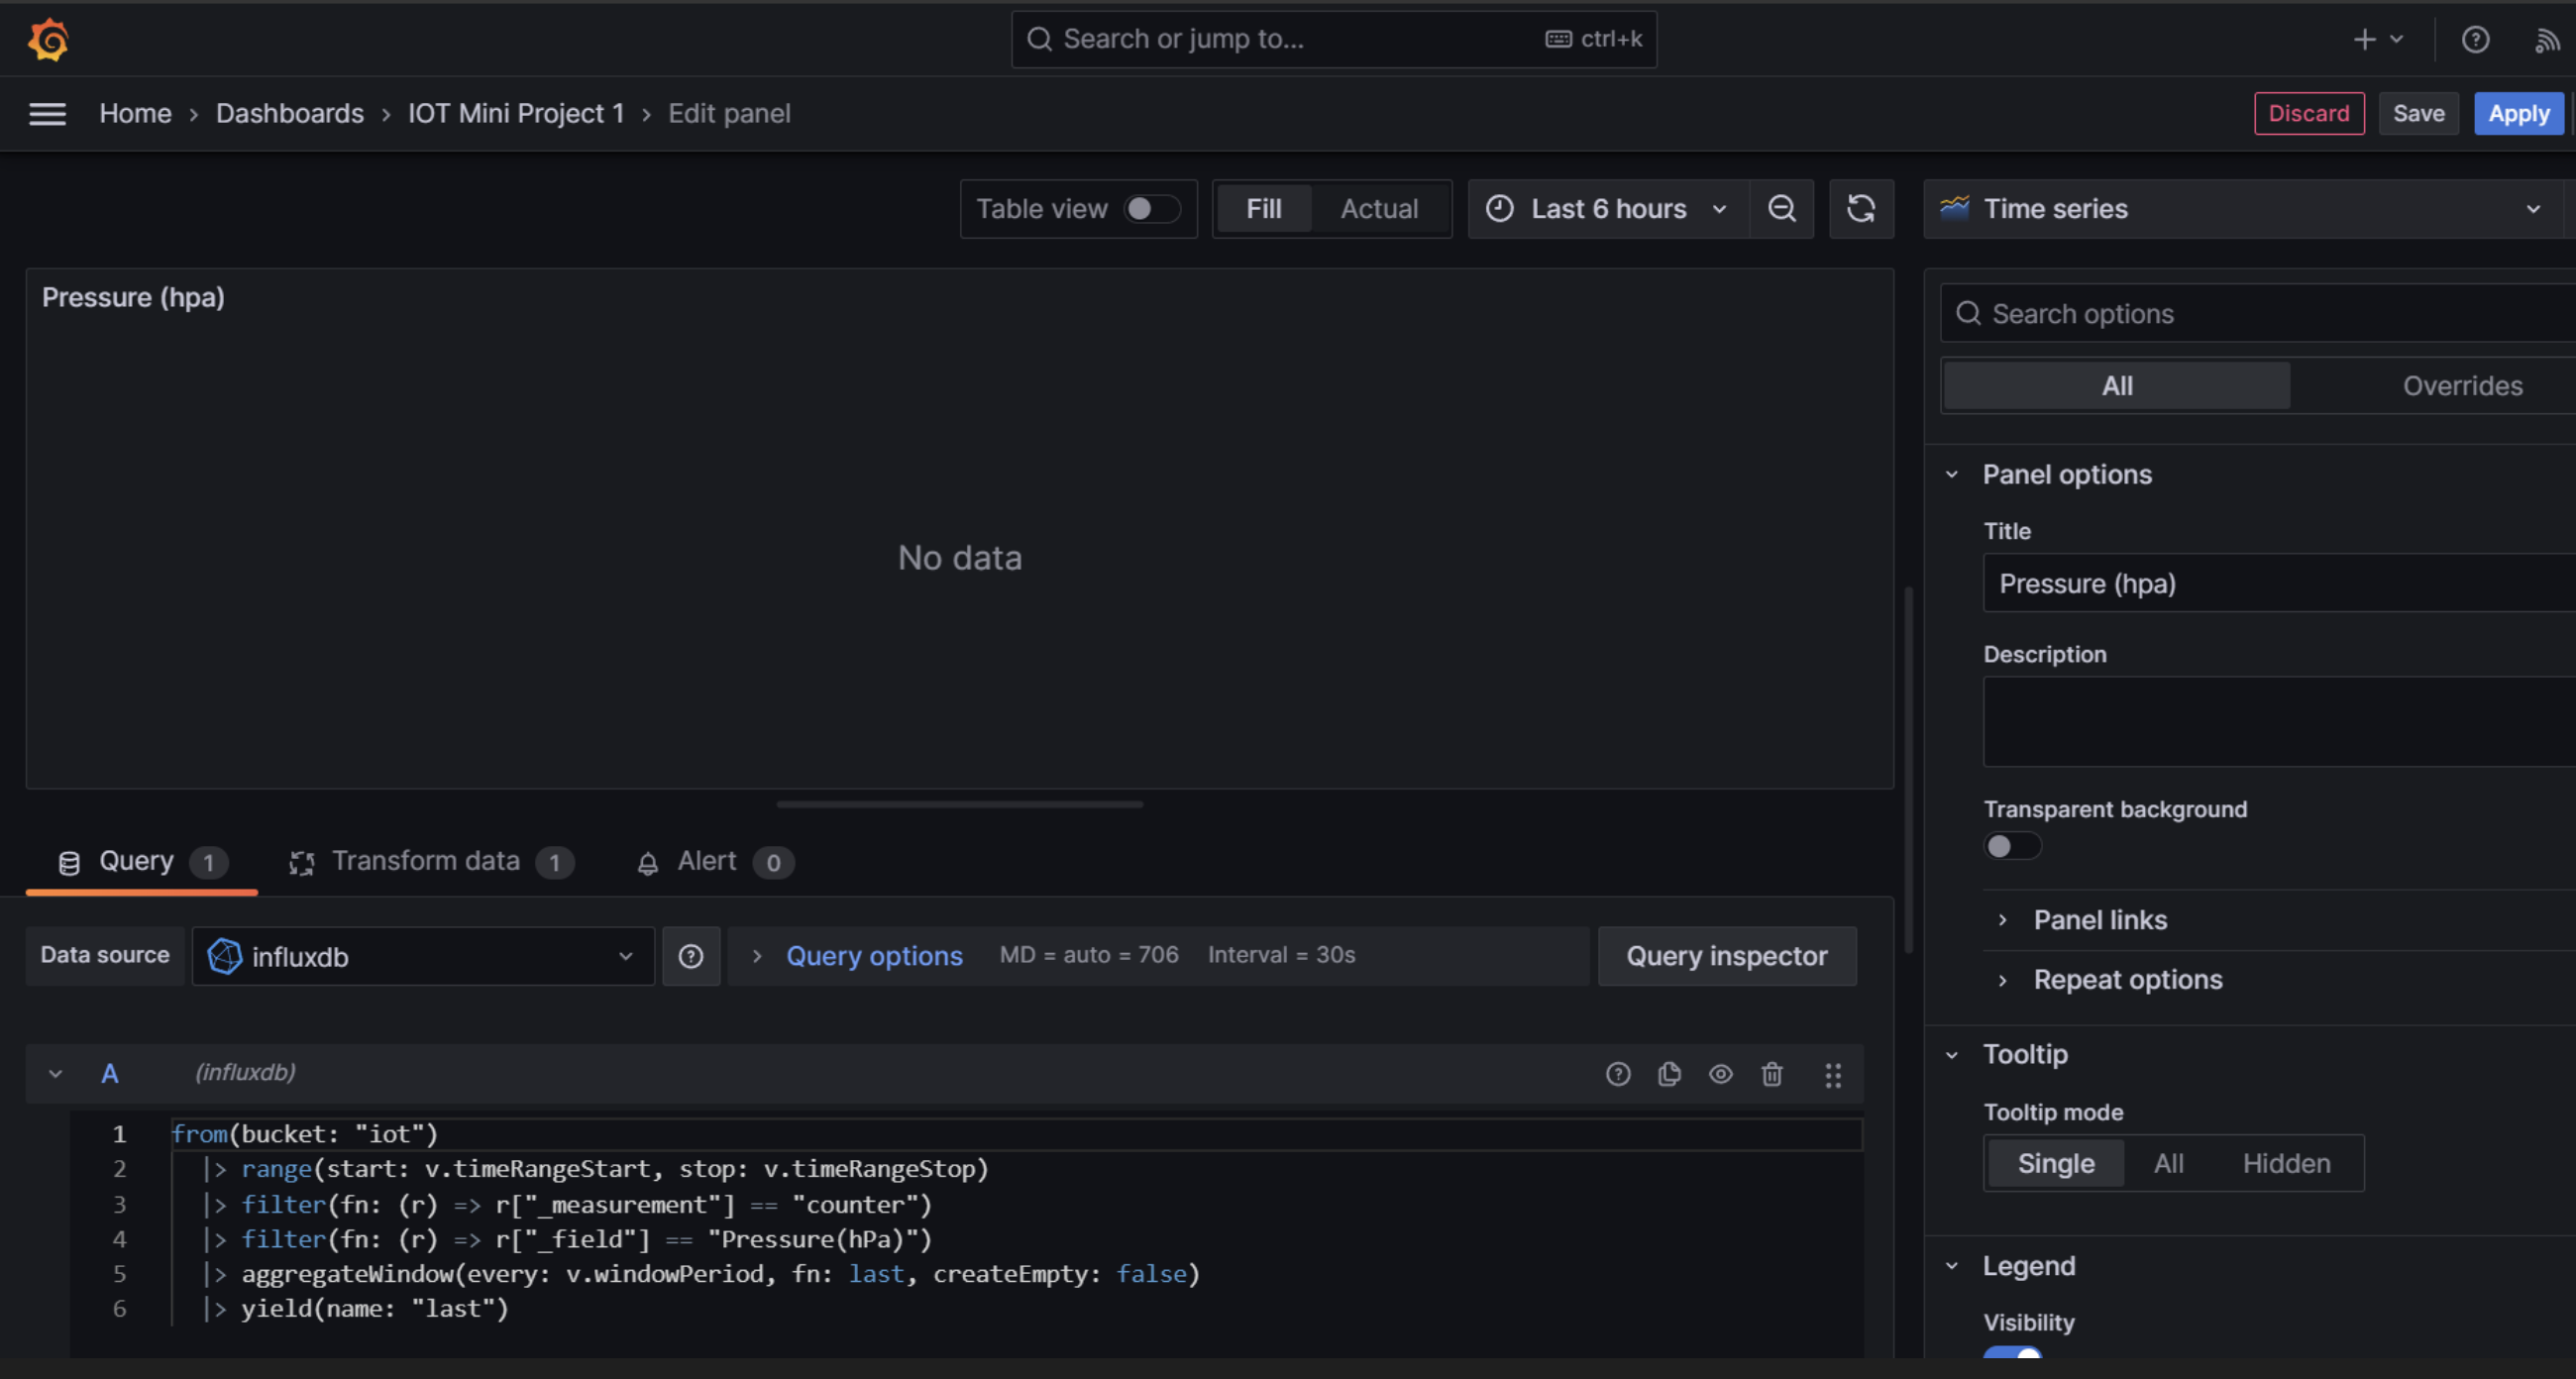 Search or jump to... ctrl+k
Home › Dashboards › IOT Mini Project 1 › Edit panel
Discard Save Apply
Table view Fill Actual Last 6 hours Time series
Pressure (hpa)
No data
Search options
All Overrides
Panel options
Title
Pressure (hpa)
Description
Transparent background
Panel links
Repeat options
Tooltip
Tooltip mode
Single All Hidden
Legend
Visibility
Query 1 Transform data 1 Alert 0
Data source influxdb Query options MD = auto = 706 Interval = 30s Query inspector
A (influxdb)
1 from(bucket: "iot")
2 |> range(start: v.timeRangeStart, stop: v.timeRangeStop)
3 |> filter(fn: (r) => r["_measurement"] == "counter")
4 |> filter(fn: (r) => r["_field"] == "Pressure(hPa)")
5 |> aggregateWindow(every: v.windowPeriod, fn: last, createEmpty: false)
6 |> yield(name: "last")